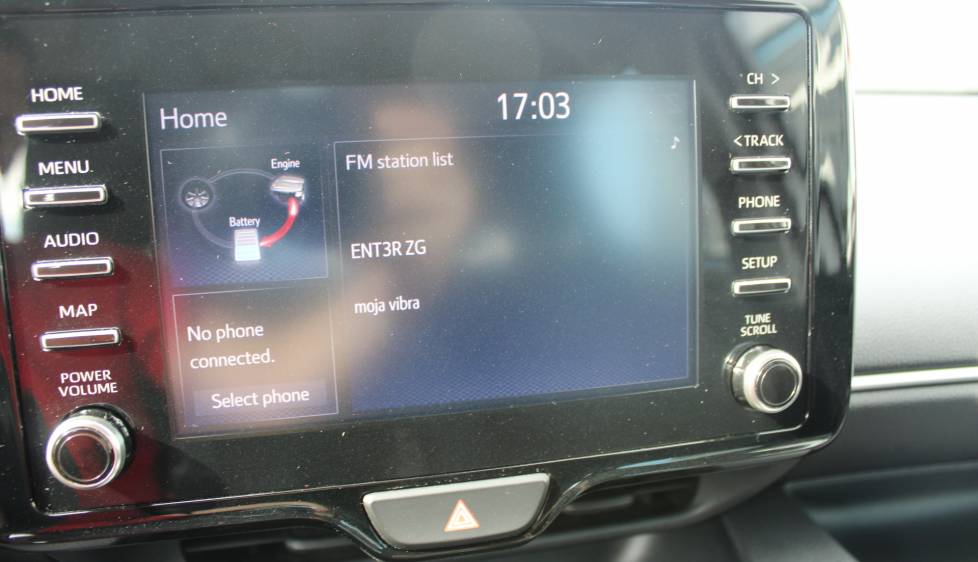 HOME
MENU
AUDIO
MAP
POWER
VOLUME
Home
17:03
Engine
Battery
No phone
connected.
Select phone
FM station list
ENT3R ZG
moja vibra
CH >
<TRACK
PHONE
SETUP
TUNE
SCROLL